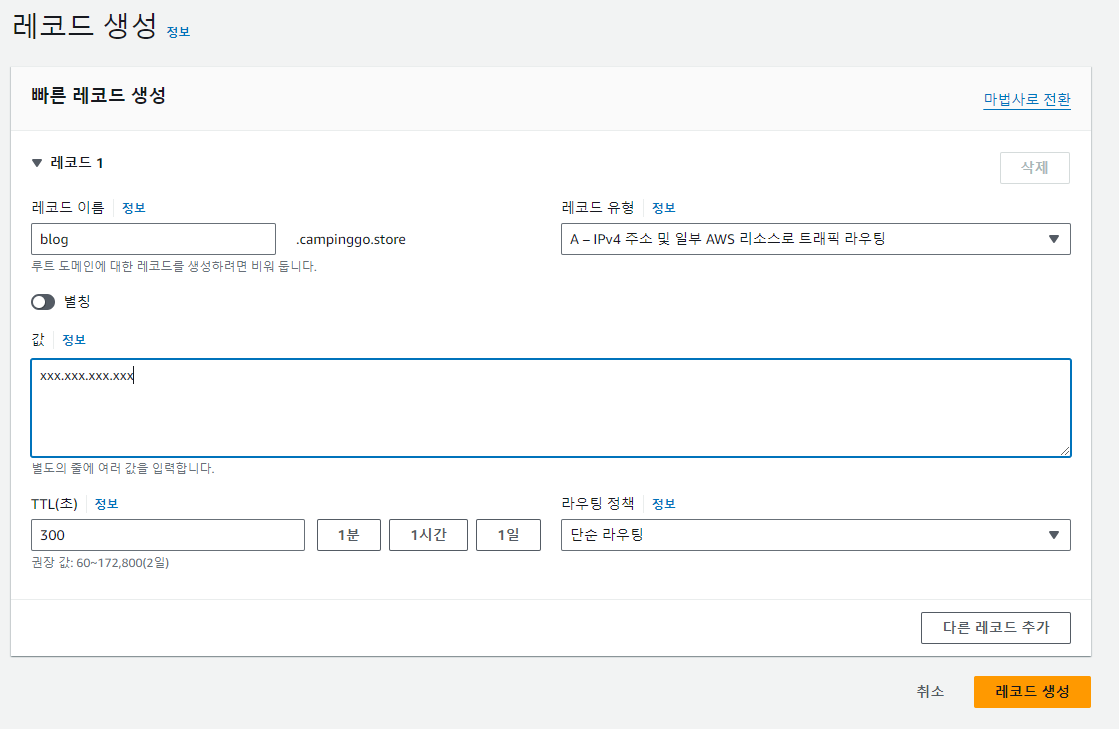 레코드 생성 정보
빠른 레코드 생성
마법사로 전환
▼ 레코드 1
삭제
레코드 이름 정보
blog .campinggo.store
루트 도메인에 대한 레코드를 생성하려면 비워 둡니다.
레코드 유형 정보
A – IPv4 주소 및 일부 AWS 리소스로 트래픽 라우팅
별칭
값 정보
xxx.xxx.xxx.xxx
별도의 줄에 여러 값을 입력합니다.
TTL(초) 정보
300 1분 1시간 1일
권장 값: 60~172,800(2일)
라우팅 정책 정보
단순 라우팅
다른 레코드 추가
취소 레코드 생성